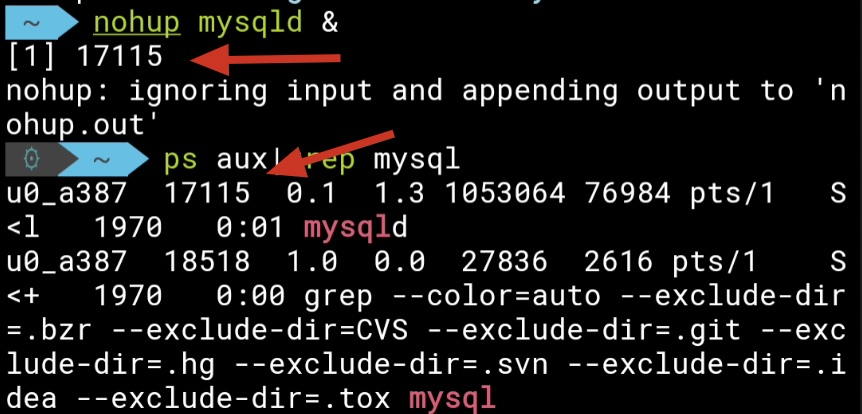 ~ nohup mysqld &
[1] 17115
nohup: ignoring input and appending output to 'n
ohup.out'
~ ps aux| rep mysql
u0_a387 17115 0.1 1.3 1053064 76984 pts/1 S
<l 1970 0:01 mysqld
u0_a387 18518 1.0 0.0 27836 2616 pts/1 S
<+ 1970 0:00 grep --color=auto --exclude-dir
=.bzr --exclude-dir=CVS --exclude-dir=.git --exc
lude-dir=.hg --exclude-dir=.svn --exclude-dir=.i
dea --exclude-dir=.tox mysql